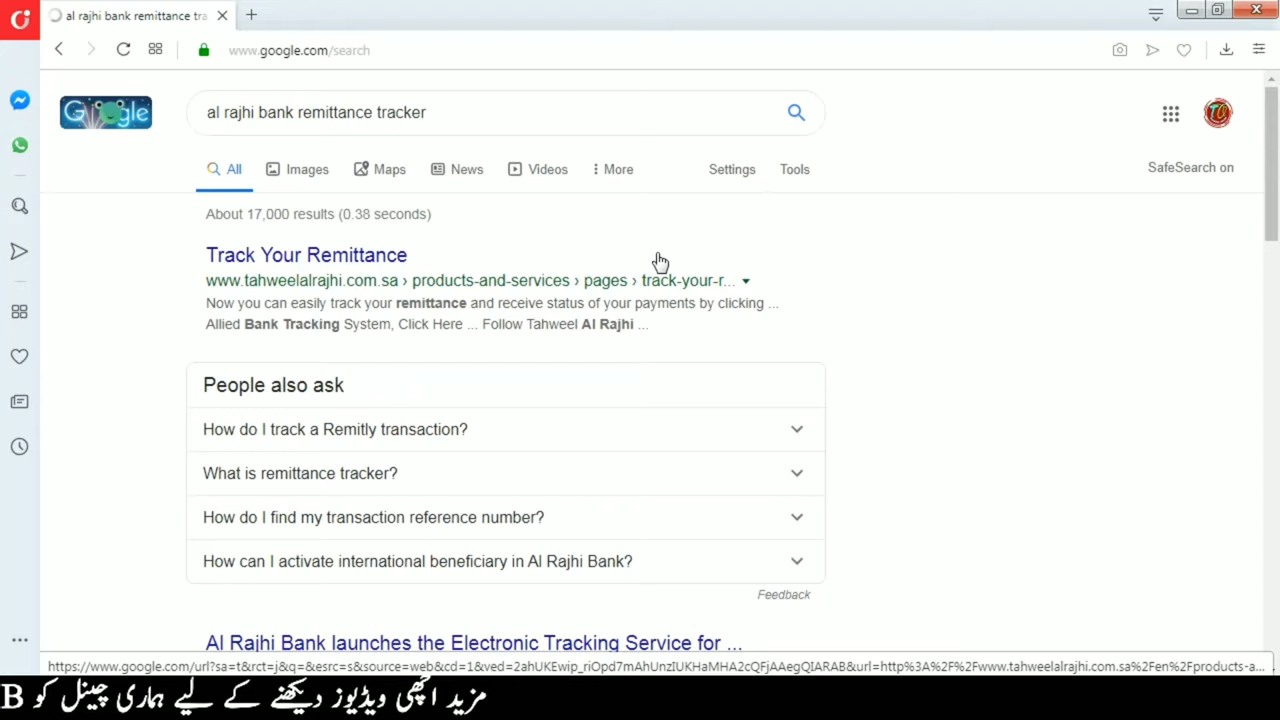 al rajhi bank remittance tra
www.google.com/search
Google
al rajhi bank remittance tracker
All Images Maps News Videos More Settings Tools
SafeSearch on
About 17,000 results (0.38 seconds)
Track Your Remittance
www.tahweelalrajhi.com.sa › products-and-services › pages › track-your-r...
Now you can easily track your remittance and receive status of your payments by clicking ...
Allied Bank Tracking System, Click Here ... Follow Tahweel Al Rajhi ...
People also ask
How do I track a Remitly transaction?
What is remittance tracker?
How do I find my transaction reference number?
How can I activate international beneficiary in Al Rajhi Bank?
Feedback
Al Rajhi Bank launches the Electronic Tracking Service for ...
https://www.google.com/url?sa=t&rct=j&q=&esrc=s&source=web&cd=1&ved=2ahUKEwip_riOpd7mAhUnzIUKHaMHA2cQFjAAegQIARAB&url=http%3A%2F%2Fwww.tahweelalrajhi.com.sa%2Fen%2Fproducts-a...
مزید اچھی ویڈیوز دیکھنے کے لیے ہماری چینل کو B